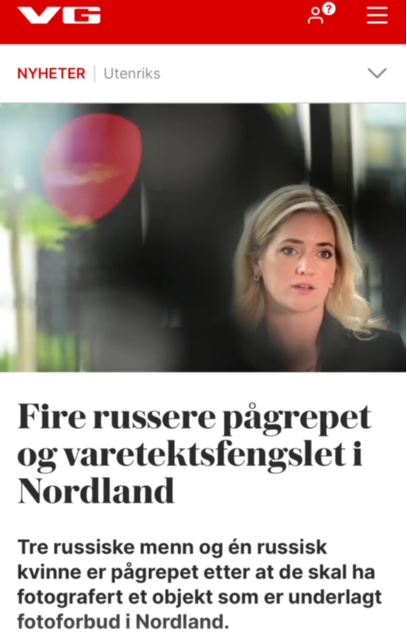 VG
?
NYHETER | Utenriks
Fire russere pågrepet
og varetektsfengslet i
Nordland
Tre russiske menn og én russisk
kvinne er pågrepet etter at de skal ha
fotografert et objekt som er underlagt
fotoforbud i Nordland.